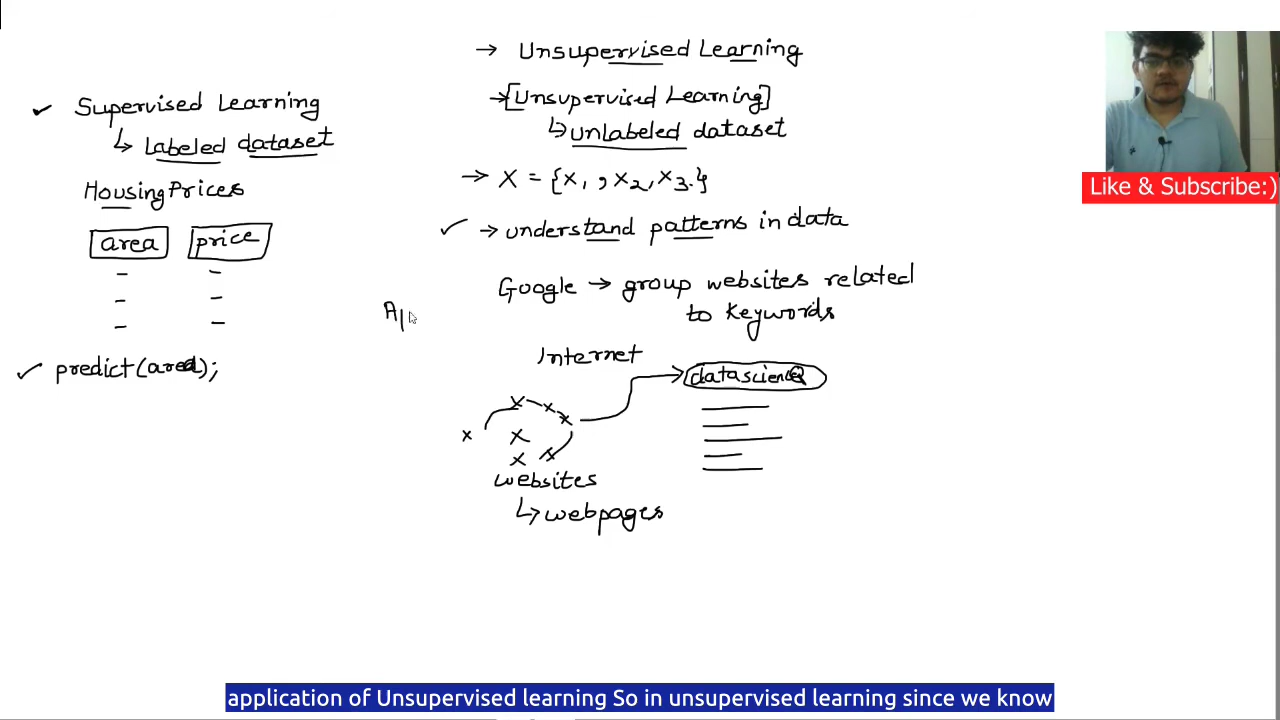 → Unsupervised Learning
→ [Unsupervised Learning]
↳ unLabeled dataset
→ X = {x₁, x₂, x₃.}
✓ → understand patterns in data
Google → group websites related
to keywords
Internet
datascience
websites
↳ webpages
✓ Supervised Learning
↳ Labeled dataset
Housing Prices
area price
- -
- -
- -
✓ predict(area);
Like & Subscribe:)
application of Unsupervised learning So in unsupervised learning since we know